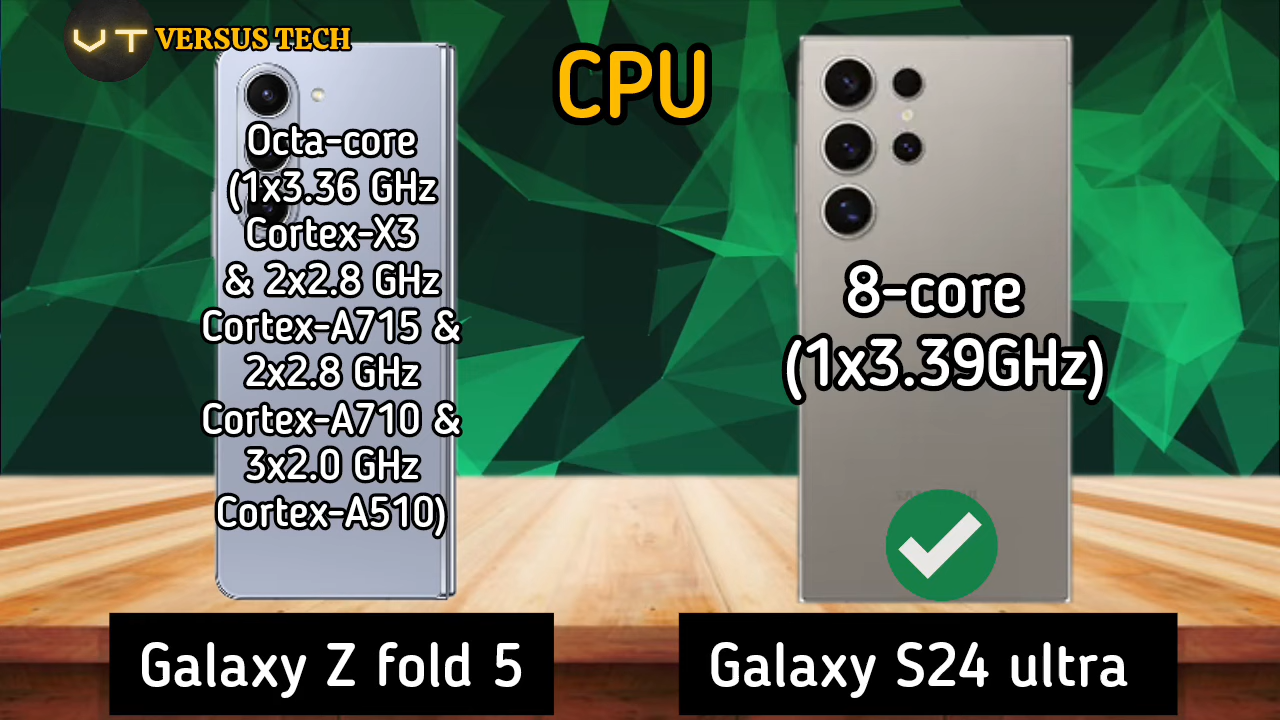 VT VERSUS TECH
CPU
Octa-core
(1x3.36 GHz
Cortex-X3
& 2x2.8 GHz
Cortex-A715 &
2x2.8 GHz
Cortex-A710 &
3x2.0 GHz
Cortex-A510)
8-core
(1x3.39GHz)
SAMSUNG
Galaxy Z fold 5
Galaxy S24 ultra